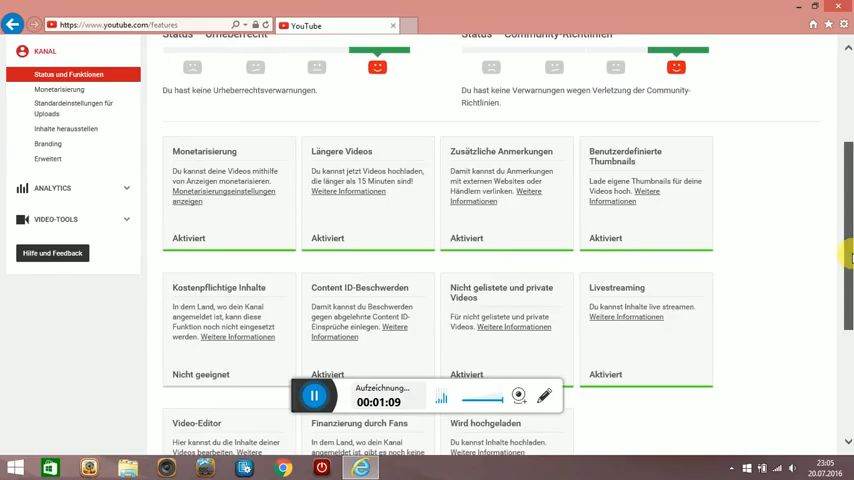 https://www.youtube.com/features
YouTube
Status – Urheberrecht
Status – Community-Richtlinien
KANAL
Status und Funktionen
Monetarisierung
Standardeinstellungen für
Uploads
Inhalte herausstellen
Branding
Erweitert
ANALYTICS
VIDEO-TOOLS
Hilfe und Feedback
Du hast keine Urheberrechtsverwarnungen.
Du hast keine Verwarnungen wegen Verletzung der Community-
Richtlinien.
Monetarisierung
Du kannst deine Videos mithilfe
von Anzeigen monetarisieren.
Monetarisierungseinstellungen
anzeigen
Aktiviert
Längere Videos
Du kannst jetzt Videos hochladen,
die länger als 15 Minuten sind!
Weitere Informationen
Aktiviert
Zusätzliche Anmerkungen
Damit kannst du Anmerkungen
mit externen Websites oder
Händlern verlinken. Weitere
Informationen
Aktiviert
Benutzerdefinierte
Thumbnails
Lade eigene Thumbnails für deine
Videos hoch. Weitere
Informationen
Aktiviert
Kostenpflichtige Inhalte
In dem Land, wo dein Kanal
angemeldet ist, kann diese
Funktion noch nicht eingesetzt
werden. Weitere Informationen
Nicht geeignet
Content ID-Beschwerden
Damit kannst du Beschwerden
gegen abgelehnte Content ID-
Einsprüche einlegen. Weitere
Informationen
Aktiviert
Nicht gelistete und private
Videos
Für nicht gelistete und private
Videos. Weitere Informationen
Aktiviert
Livestreaming
Du kannst Inhalte live streamen.
Weitere Informationen
Aktiviert
Aufzeichnung...
00:01:09
Video-Editor
Hier kannst du die Inhalte deiner
Videos bearbeiten. Weitere
Finanzierung durch Fans
In dem Land, wo dein Kanal
angemeldet ist, gibt es noch keine
Wird hochgeladen
Du kannst Inhalte hochladen.
Weitere Informationen
23:05
20.07.2016